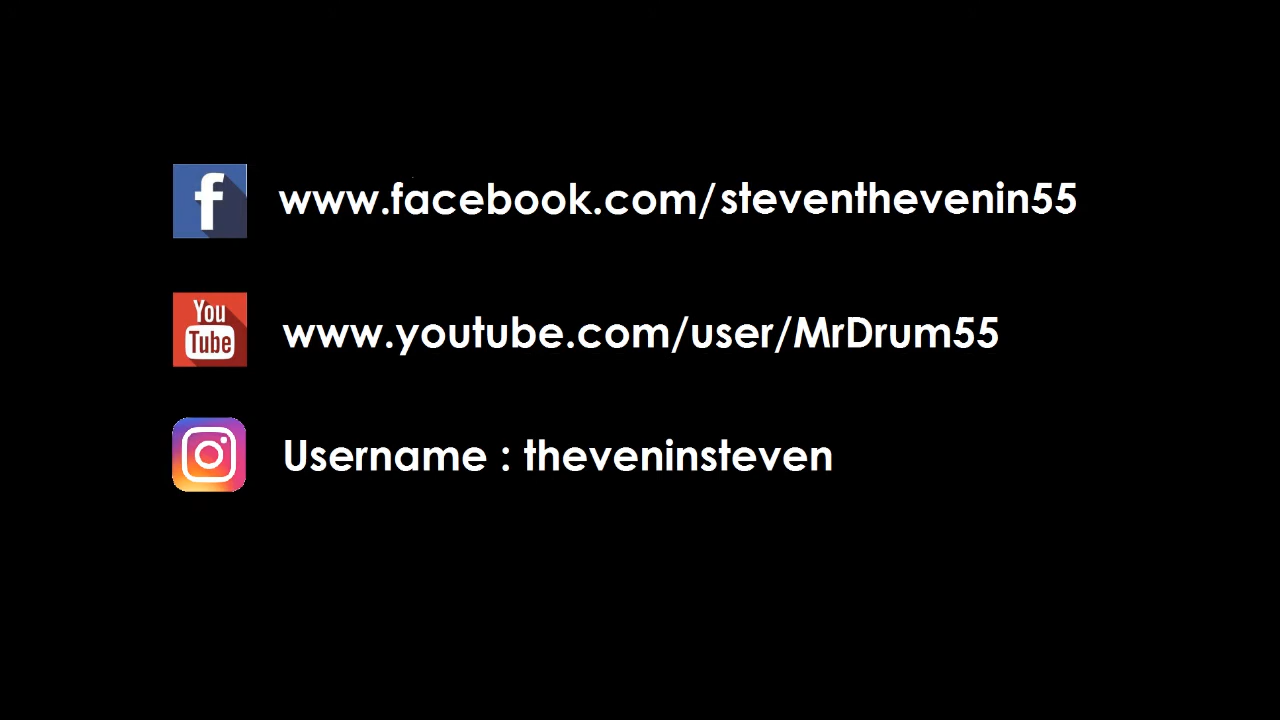 f www.facebook.com/steventhevenin55
You
Tube www.youtube.com/user/MrDrum55
Username : theveninsteven